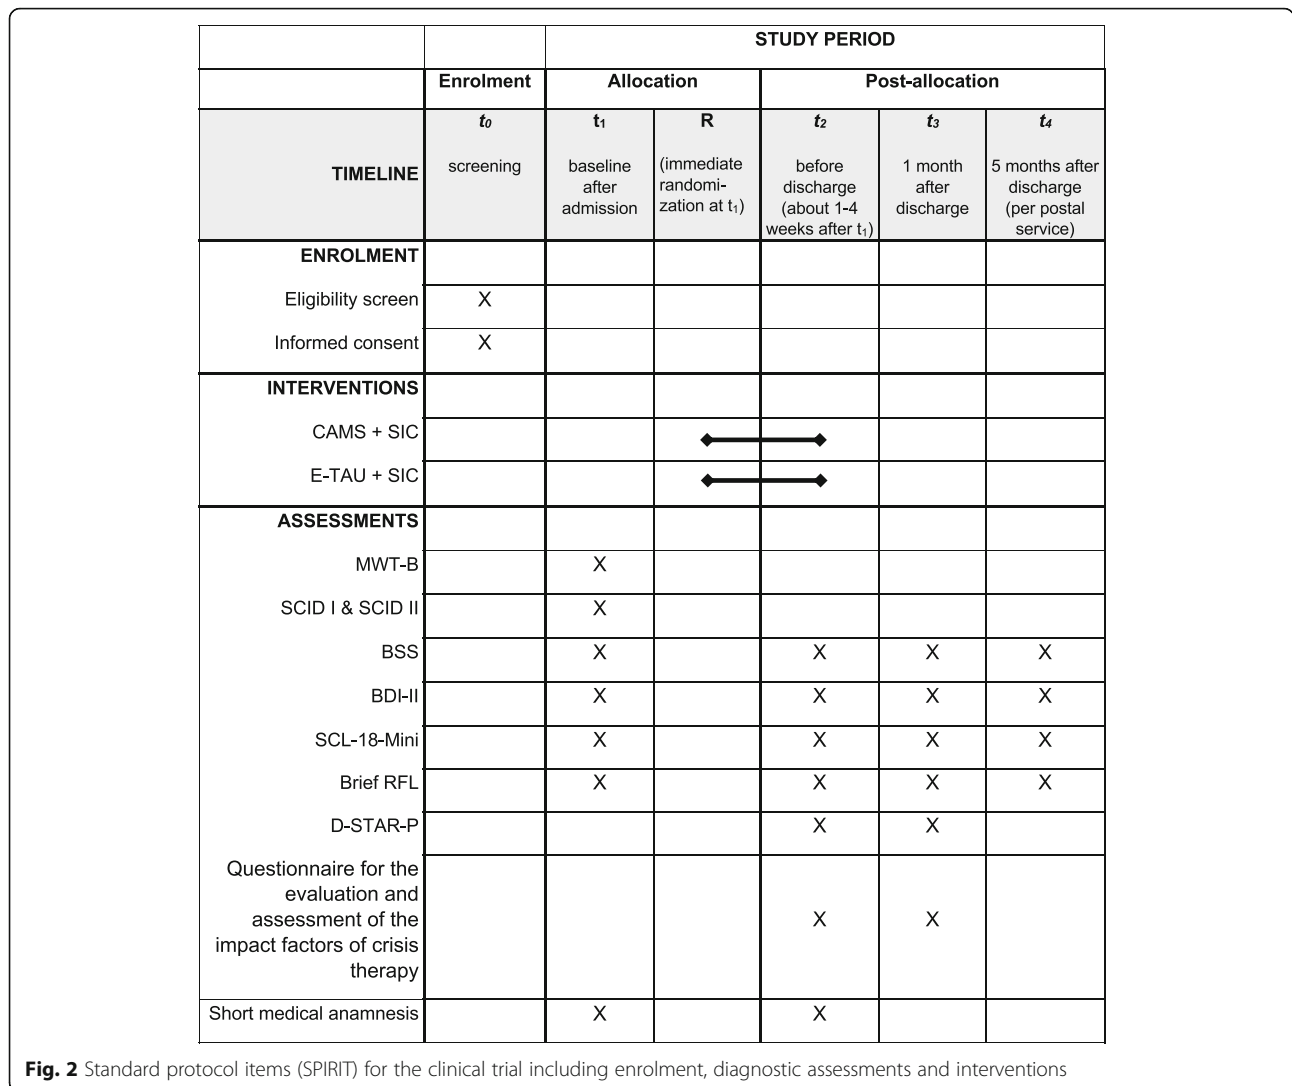 STUDY PERIOD
Enrolment Allocation Post-allocation
TIMELINE
t0
screening
t1
baseline
after
admission
R
(immediate
randomi-
zation at t1)
t2
before
discharge
(about 1-4
weeks after t1)
t3
1 month
after
discharge
t4
5 months after
discharge
(per postal
service)
ENROLMENT
Eligibility screen X
Informed consent X
INTERVENTIONS
CAMS + SIC
E-TAU + SIC
ASSESSMENTS
MWT-B X
SCID I & SCID II X
BSS X X X X
BDI-II X X X X
SCL-18-Mini X X X X
Brief RFL X X X X
D-STAR-P X X
Questionnaire for the
evaluation and
assessment of the X X
impact factors of crisis
therapy
Short medical anamnesis X X
Fig. 2 Standard protocol items (SPIRIT) for the clinical trial including enrolment, diagnostic assessments and interventions